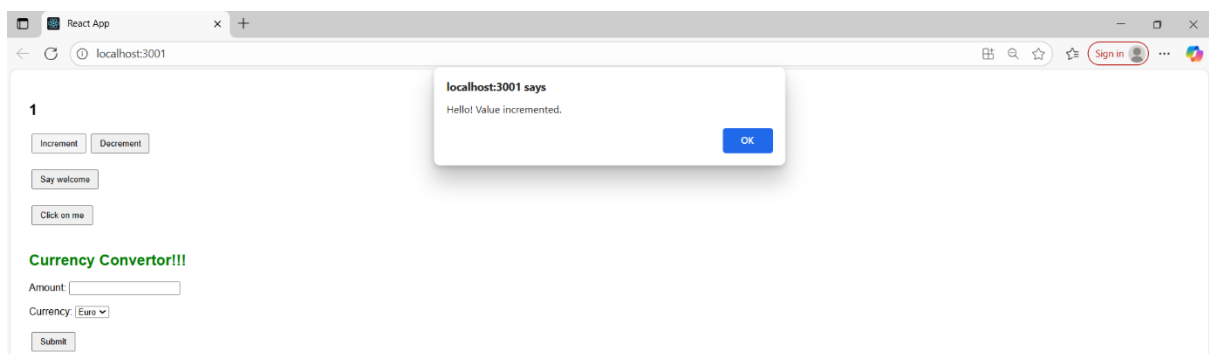 React App
localhost:3001
Sign in
localhost:3001 says
Hello! Value incremented.
OK
1
Increment Decrement
Say welcome
Click on me
Currency Convertor!!!
Amount:
Currency: Euro
Submit